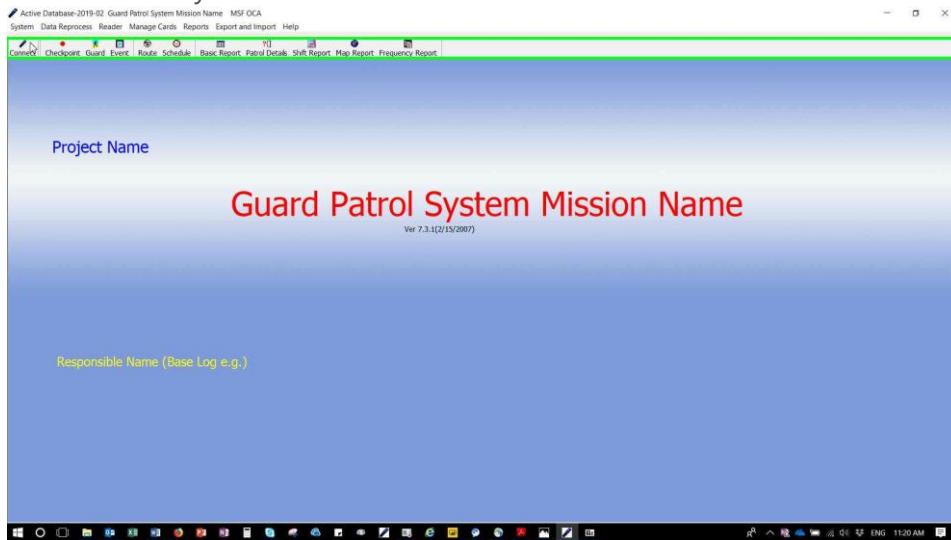 Active Database-2019-02 Guard Patrol System Mission Name MSF OCA
System Data Reprocess Reader Manage Cards Reports Export and Import Help
Connect Checkpoint Guard Event Route Schedule Basic Report Patrol Details Shift Report Map Report Frequency Report
Project Name
Guard Patrol System Mission Name
Ver 7.3.1(2/15/2007)
Responsible Name (Base Log e.g.)
ENG 11:20 AM